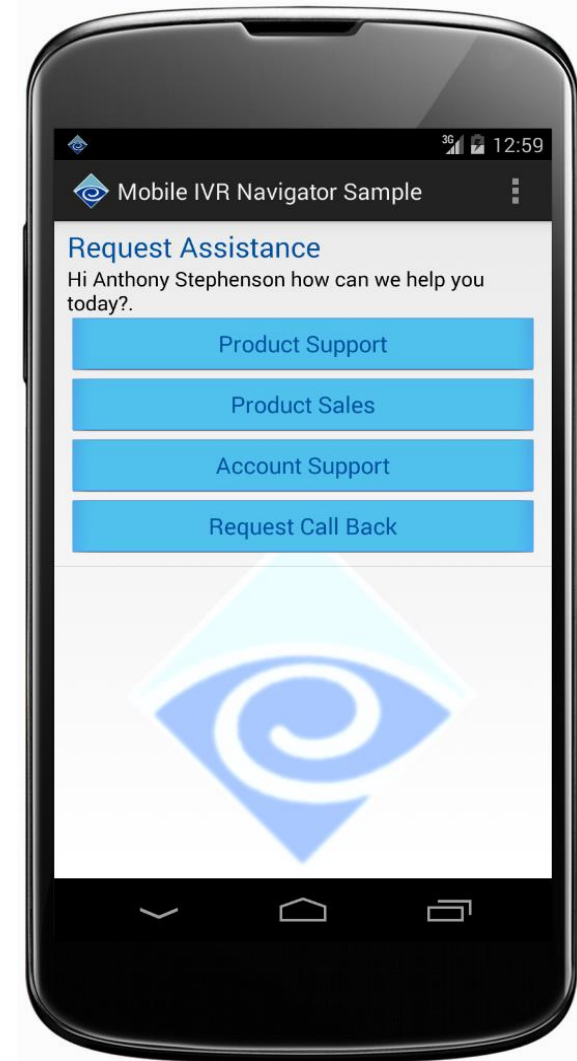 3G 12:59
Mobile IVR Navigator Sample
Request Assistance
Hi Anthony Stephenson how can we help you
today?.
Product Support
Product Sales
Account Support
Request Call Back